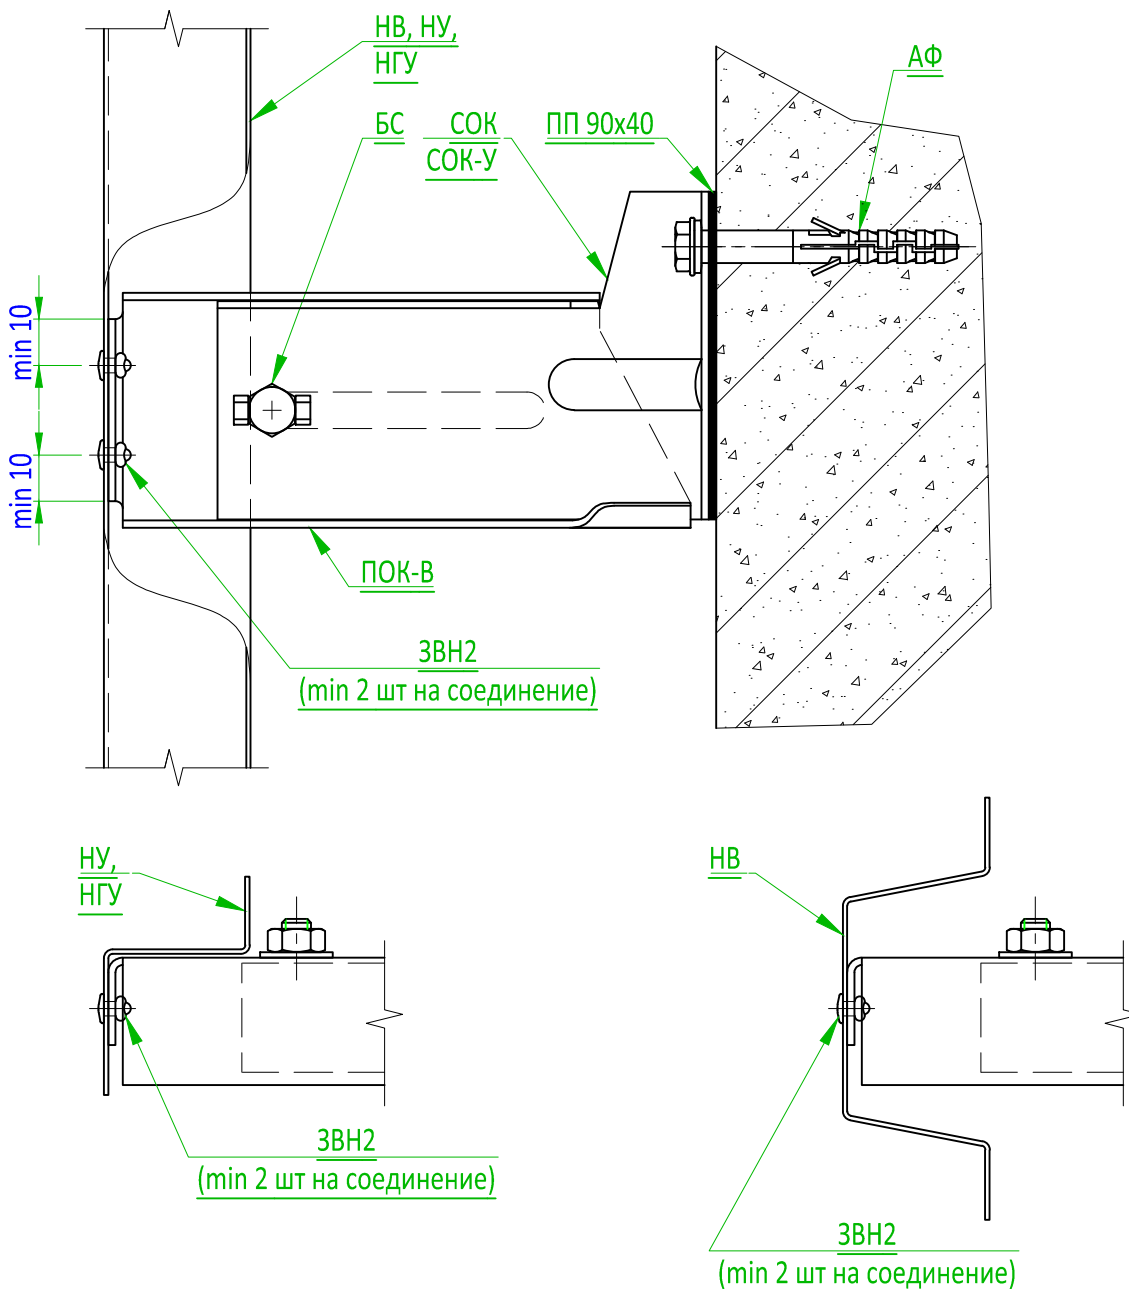 НВ, НУ,
НГУ
АФ
БС
СОК
СОК-У
ПП 90х40
min 10
min 10
ПОК-В
ЗВН2
(min 2 шт на соединение)
НУ,
НГУ
НВ
ЗВН2
(min 2 шт на соединение)
ЗВН2
(min 2 шт на соединение)